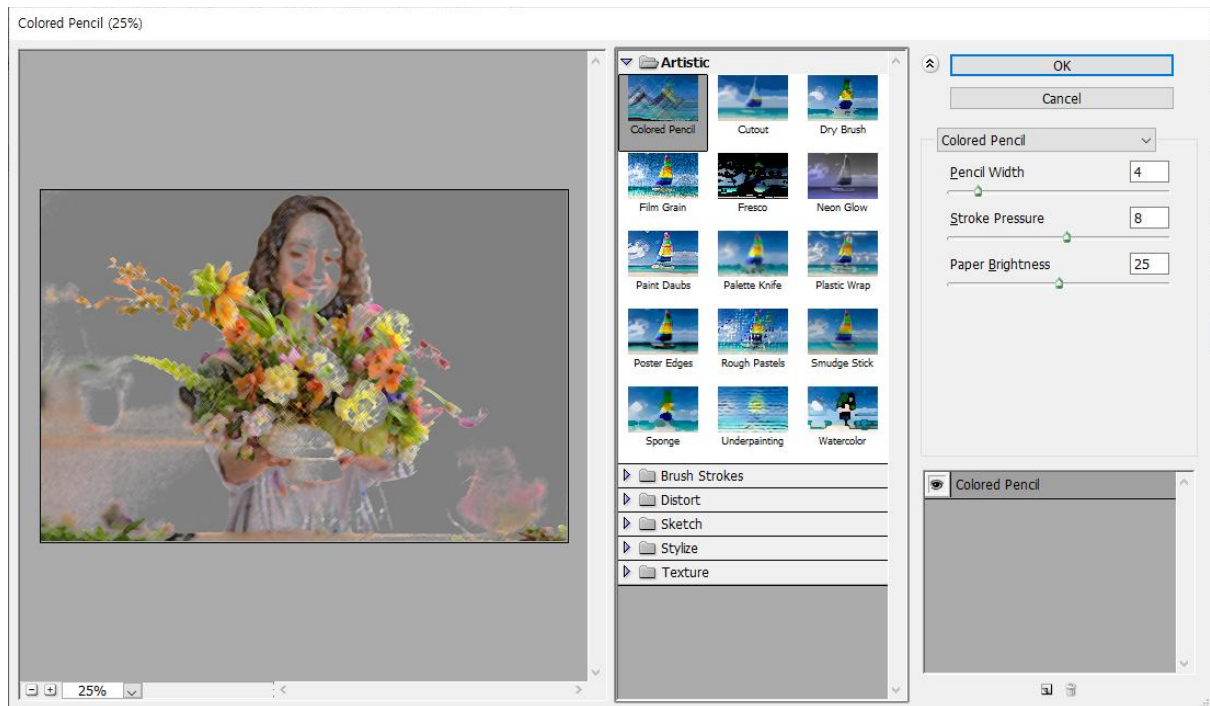 Colored Pencil (25%)
25%
Artistic
Colored Pencil
Cutout
Dry Brush
Film Grain
Fresco
Neon Glow
Paint Daubs
Palette Knife
Plastic Wrap
Poster Edges
Rough Pastels
Smudge Stick
Sponge
Underpainting
Watercolor
Brush Strokes
Distort
Sketch
Stylize
Texture
OK
Cancel
Colored Pencil
Pencil Width 4
Stroke Pressure 8
Paper Brightness 25
Colored Pencil